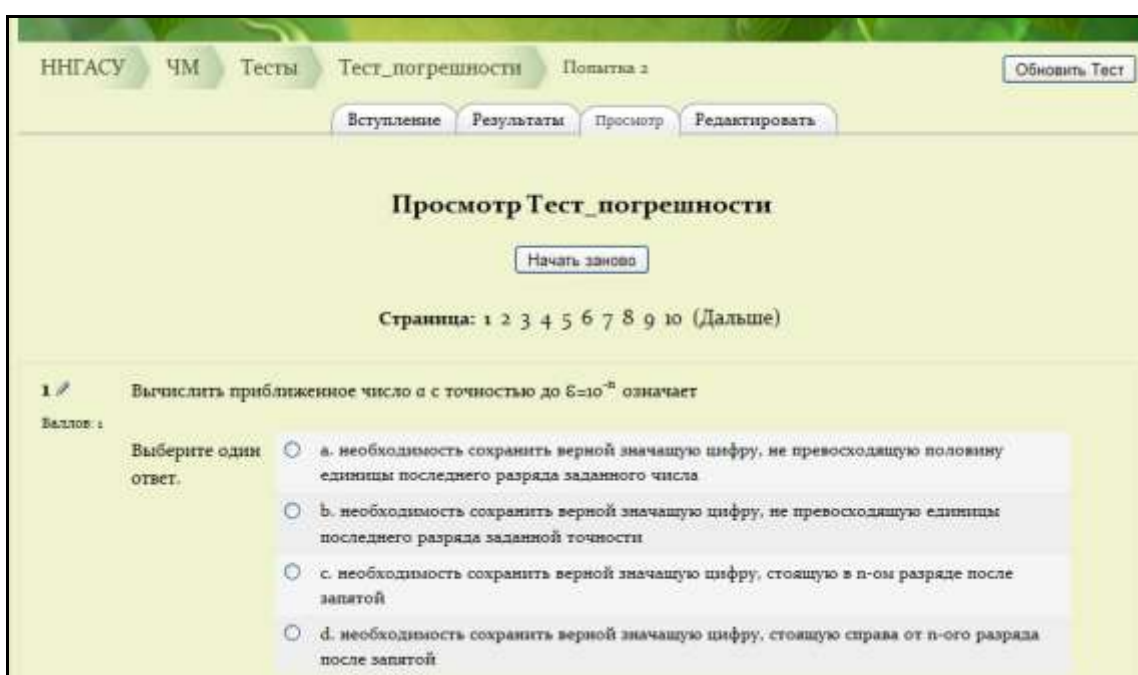 ННГАСУ ЧМ Тесты Тест_погрешности Попытка 2 Обновить Тест
Вступление Результаты Просмотр Редактировать
Просмотр Тест_погрешности
Начать заново
Страница: 1 2 3 4 5 6 7 8 9 10 (Дальше)
1 Вычислить приближенное число a с точностью до ε=10⁻ⁿ означает
Баллов: 1
Выберите один ответ.
a. необходимость сохранить верной значащую цифру, не превосходящую половину
единицы последнего разряда заданного числа
b. необходимость сохранить верной значащую цифру, не превосходящую единицы
последнего разряда заданной точности
c. необходимость сохранить верной значащую цифру, стоящую в n-ом разряде после
запятой
d. необходимость сохранить верной значащую цифру, стоящую справа от n-ого разряда
после запятой